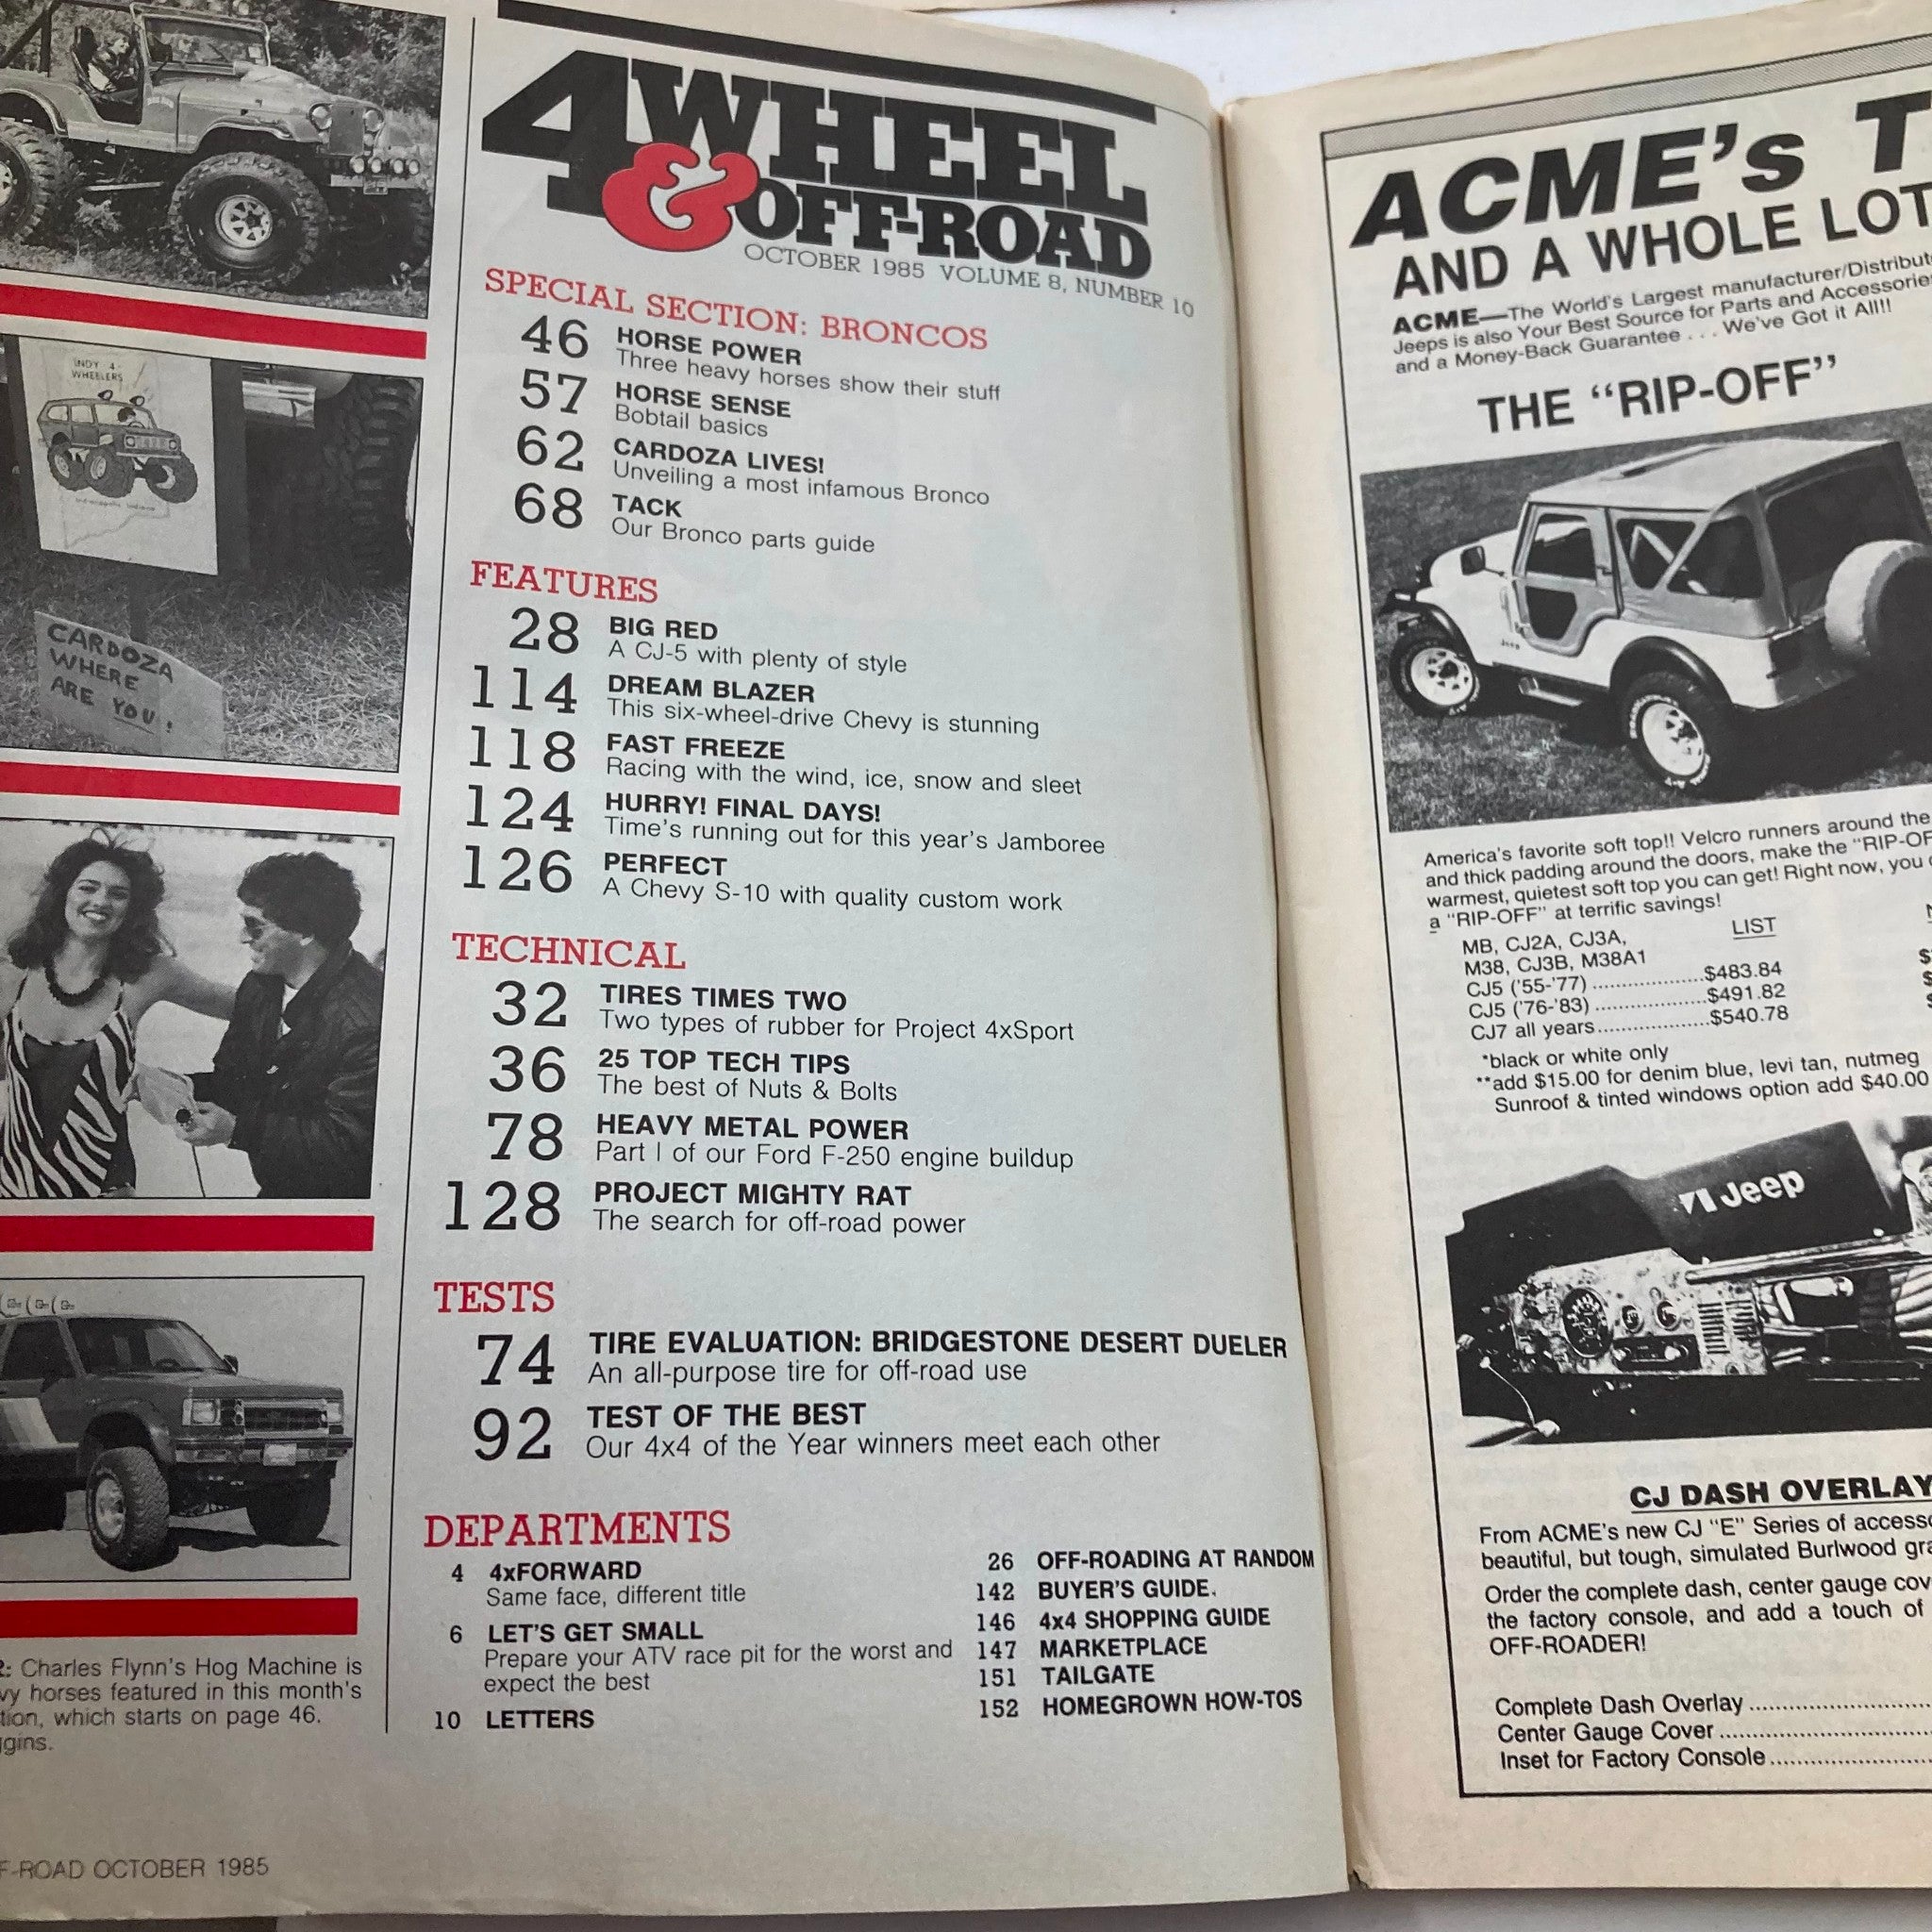 INDY 4-
WHEELERS
CARDOZA
WHERE
ARE YOU!
Charles Flynn's Hog Machine is
horses featured in this month's
which starts on page 46.
OCTOBER 1985
4WHEEL
& OFF-ROAD
OCTOBER 1985 VOLUME 8, NUMBER 10
SPECIAL SECTION: BRONCOS
46 HORSE POWER
Three heavy horses show their stuff
57 HORSE SENSE
Bobtail basics
62 CARDOZA LIVES!
Unveiling a most infamous Bronco
68 TACK
Our Bronco parts guide
FEATURES
28 BIG RED
A CJ-5 with plenty of style
114 DREAM BLAZER
This six-wheel-drive Chevy is stunning
118 FAST FREEZE
Racing with the wind, ice, snow and sleet
124 HURRY! FINAL DAYS!
Time's running out for this year's Jamboree
126 PERFECT
A Chevy S-10 with quality custom work
TECHNICAL
32 TIRES TIMES TWO
Two types of rubber for Project 4xSport
36 25 TOP TECH TIPS
The best of Nuts & Bolts
78 HEAVY METAL POWER
Part I of our Ford F-250 engine buildup
128 PROJECT MIGHTY RAT
The search for off-road power
TESTS
74 TIRE EVALUATION: BRIDGESTONE DESERT DUELER
An all-purpose tire for off-road use
92 TEST OF THE BEST
Our 4x4 of the Year winners meet each other
DEPARTMENTS
4 4xFORWARD
Same face, different title
6 LET'S GET SMALL
Prepare your ATV race pit for the worst and
expect the best
10 LETTERS
26 OFF-ROADING AT RANDOM
142 BUYER'S GUIDE.
146 4x4 SHOPPING GUIDE
147 MARKETPLACE
151 TAILGATE
152 HOMEGROWN HOW-TOS
ACME's T
AND A WHOLE LOT
ACME—The World's Largest manufacturer/Distribut
Jeeps is also Your Best Source for Parts and Accessorie
and a Money-Back Guarantee . . . We've Got it All!!
THE "RIP-OFF"
Jeep
America's favorite soft top!! Velcro runners around the
and thick padding around the doors, make the "RIP-OF
warmest, quietest soft top you can get! Right now, you
a "RIP-OFF" at terrific savings!
LIST
MB, CJ2A, CJ3A,
M38, CJ3B, M38A1
CJ5 ('55-'77) ....................$483.84
CJ5 ('76-'83) ....................$491.82
CJ7 all years....................$540.78
*black or white only
**add $15.00 for denim blue, levi tan, nutmeg
Sunroof & tinted windows option add $40.00
Jeep
CJ DASH OVERLAY
From ACME's new CJ "E" Series of access
beautiful, but tough, simulated Burlwood gra
Order the complete dash, center gauge cov
the factory console, and add a touch of
OFF-ROADER!
Complete Dash Overlay ....................
Center Gauge Cover ....................
Inset for Factory Console....................